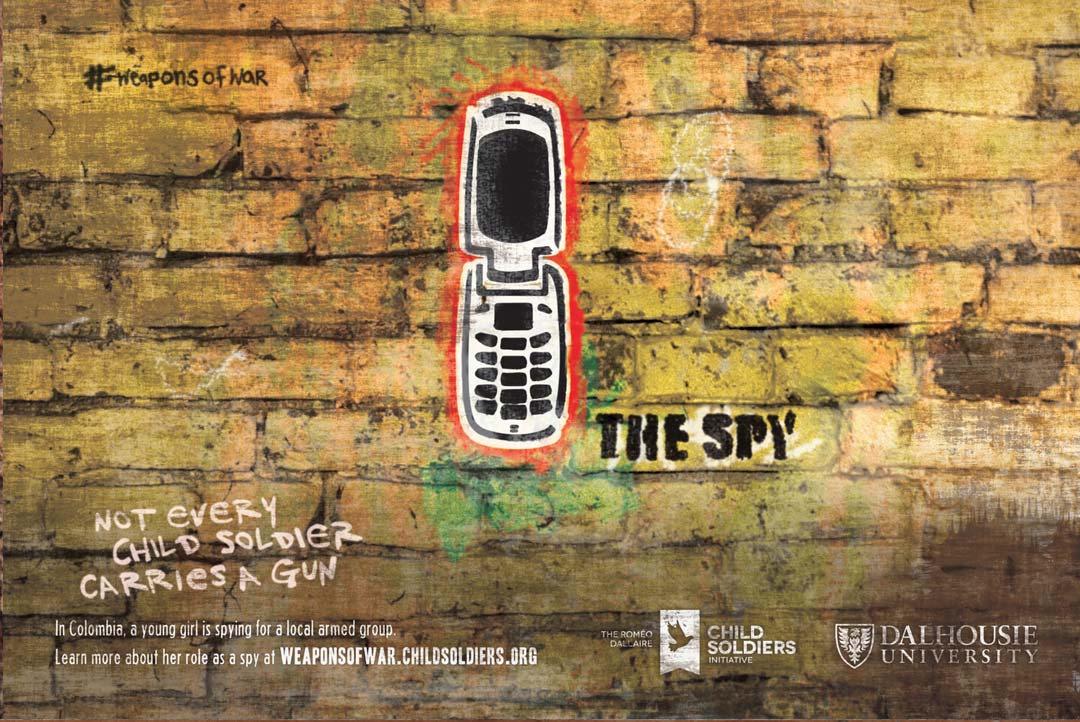 #weapons of war
THE SPY
NOT EVERY
CHILD SOLDIER
CARRIES A GUN
In Colombia, a young girl is spying for a local armed group.
Learn more about her role as a spy at WEAPONSOFWAR.CHILDSOLDIERS.ORG
THE ROMÉO
DALLAIRE
CHILD
SOLDIERS
INITIATIVE
DALHOUSIE
UNIVERSITY